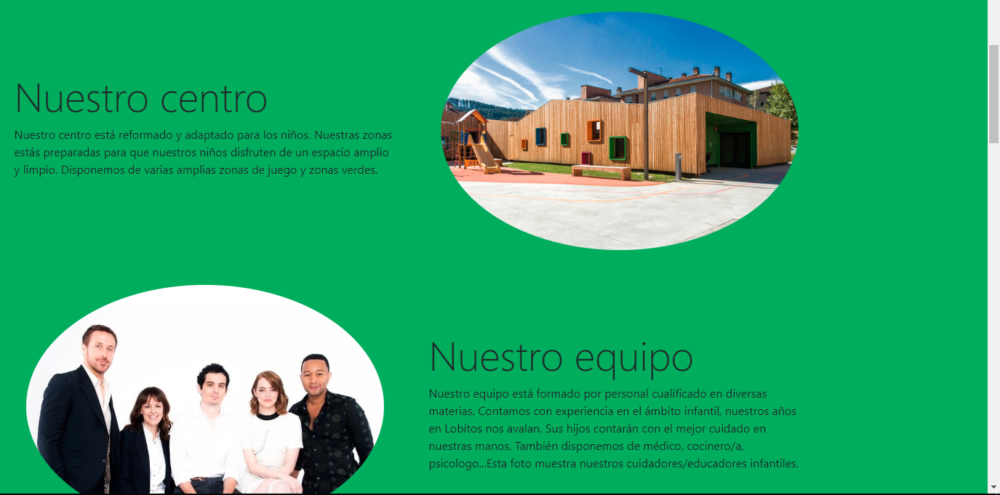 Nuestro centro
Nuestro centro está reformado y adaptado para los niños. Nuestras zonas
estás preparadas para que nuestros niños disfruten de un espacio amplio
y limpio. Disponemos de varias amplias zonas de juego y zonas verdes.
Nuestro equipo
Nuestro equipo está formado por personal cualificado en diversas
materias. Contamos con experiencia en el ámbito infantil, nuestros años
en Lobitos nos avalan. Sus hijos contarán con el mejor cuidado en
nuestras manos. También disponemos de médico, cocinero/a,
psicologo...Esta foto muestra nuestros cuidadores/educadores infantiles.